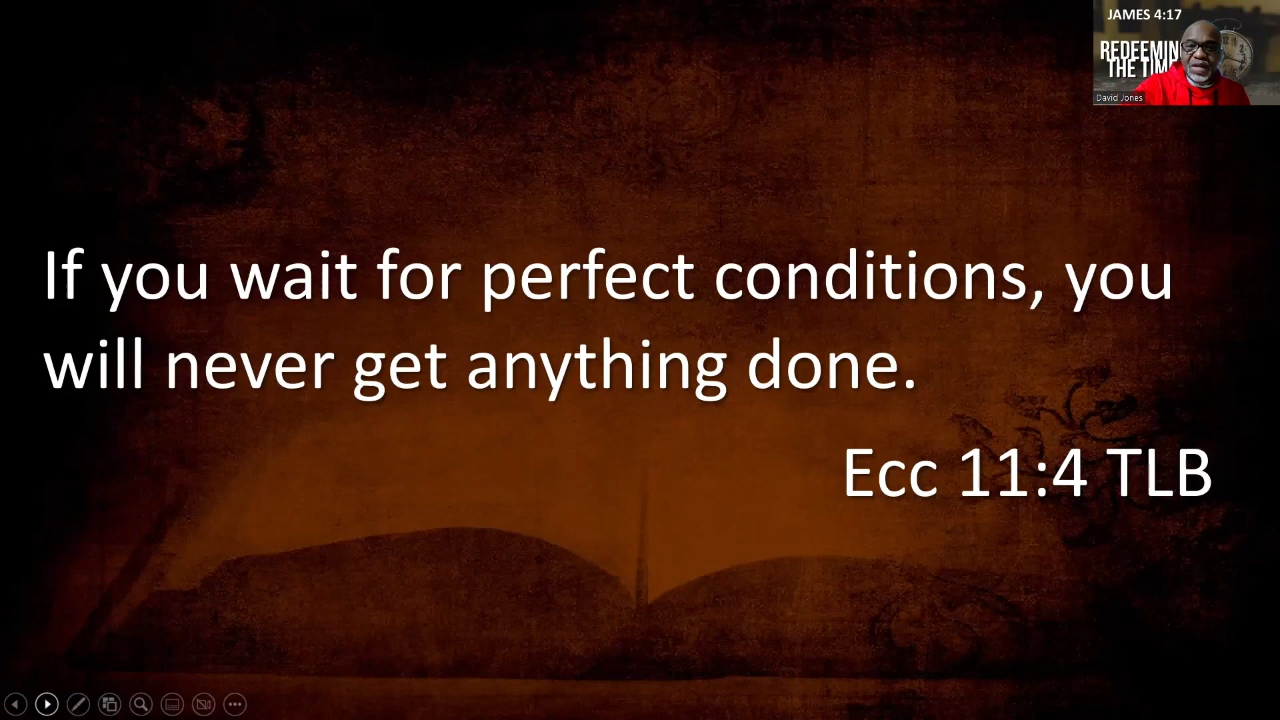 JAMES 4:17
REDEEMING
THE TIME
David Jones
If you wait for perfect conditions, you
will never get anything done.
Ecc 11:4 TLB